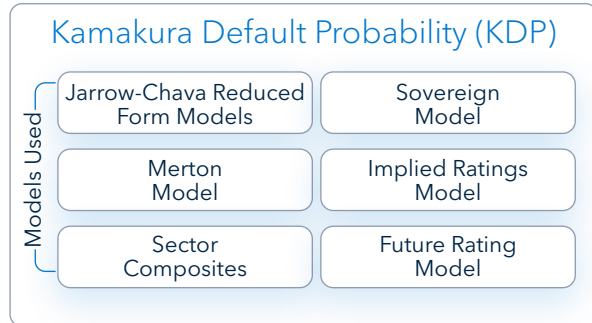 Kamakura Default Probability (KDP)
Models Used
Jarrow-Chava Reduced
Form Models
Sovereign
Model
Merton
Model
Implied Ratings
Model
Sector
Composites
Future Rating
Model